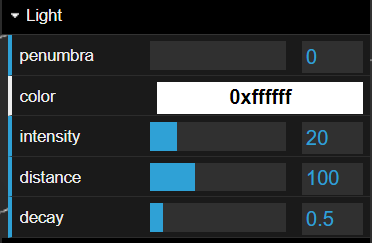 Light
penumbra 0
color 0xffffff
intensity 20
distance 100
decay 0.5